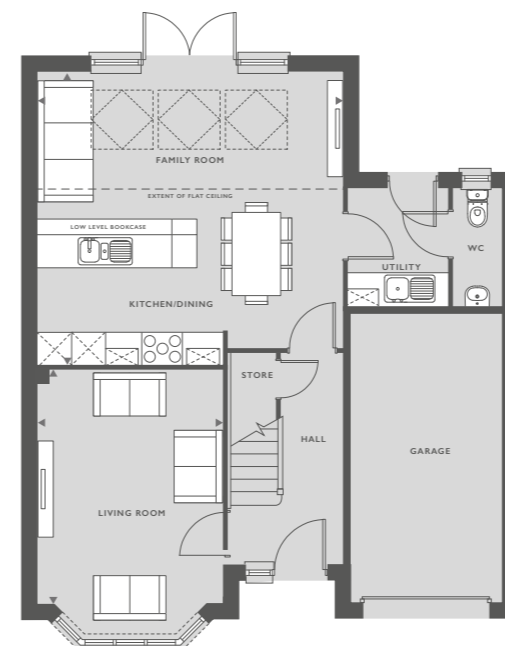 FAMILY ROOM
EXTENT OF FLAT CEILING
LOW LEVEL BOOKCASE
WC
UTILITY
KITCHEN/DINING
STORE
HALL
GARAGE
LIVING ROOM